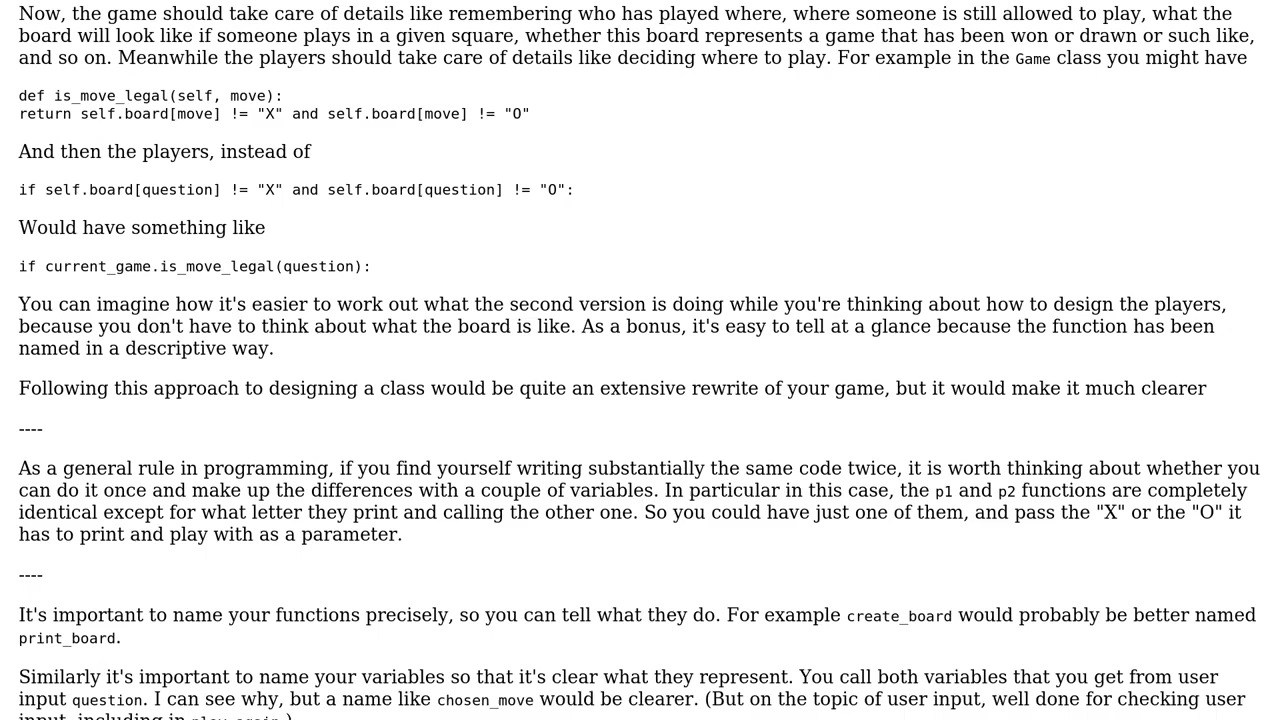 Now, the game should take care of details like remembering who has played where, where someone is still allowed to play, what the
board will look like if someone plays in a given square, whether this board represents a game that has been won or drawn or such like,
and so on. Meanwhile the players should take care of details like deciding where to play. For example in the Game class you might have
def is_move_legal(self, move):
return self.board[move] != "X" and self.board[move] != "O"
And then the players, instead of
if self.board[question] != "X" and self.board[question] != "O":
Would have something like
if current_game.is_move_legal(question):
You can imagine how it's easier to work out what the second version is doing while you're thinking about how to design the players,
because you don't have to think about what the board is like. As a bonus, it's easy to tell at a glance because the function has been
named in a descriptive way.
Following this approach to designing a class would be quite an extensive rewrite of your game, but it would make it much clearer
----
As a general rule in programming, if you find yourself writing substantially the same code twice, it is worth thinking about whether you
can do it once and make up the differences with a couple of variables. In particular in this case, the p1 and p2 functions are completely
identical except for what letter they print and calling the other one. So you could have just one of them, and pass the "X" or the "O" it
has to print and play with as a parameter.
----
It's important to name your functions precisely, so you can tell what they do. For example create_board would probably be better named
print_board.
Similarly it's important to name your variables so that it's clear what they represent. You call both variables that you get from user
input question. I can see why, but a name like chosen_move would be clearer. (But on the topic of user input, well done for checking user
input, including in play_again.)